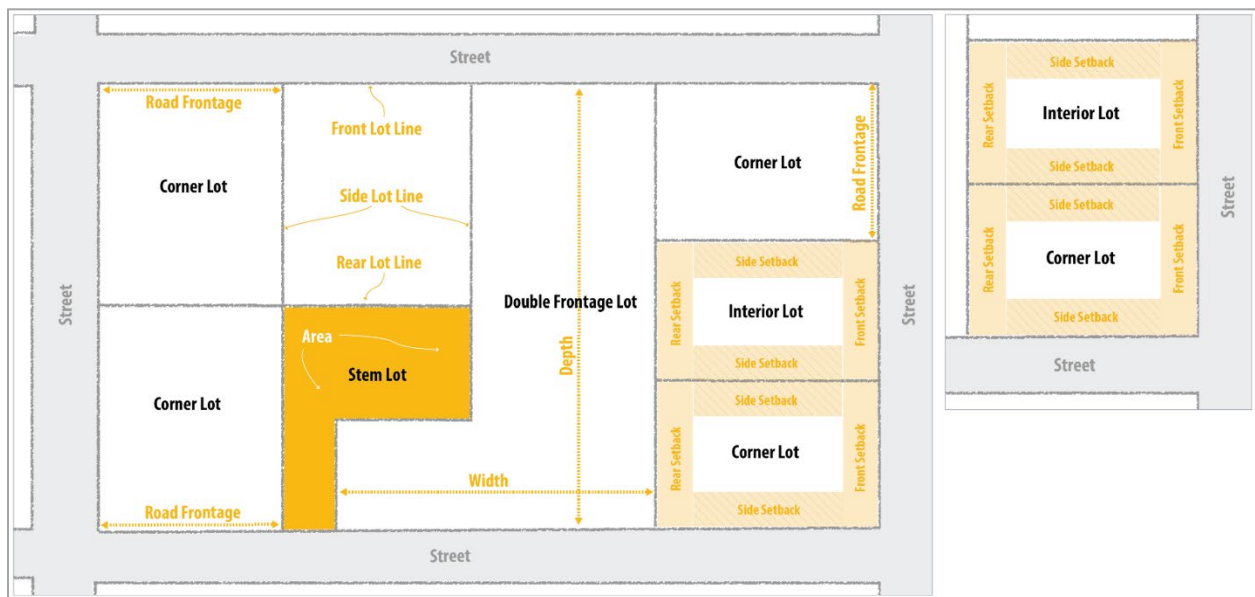 Street
Road Frontage
Front Lot Line
Corner Lot
Side Lot Line
Rear Lot Line
Street
Corner Lot
Road Frontage
Double Frontage Lot
Depth
Area
Stem Lot
Corner Lot
Width
Road Frontage
Side Setback
Rear Setback
Interior Lot
Front Setback
Side Setback
Side Setback
Rear Setback
Corner Lot
Front Setback
Side Setback
Street
Street
Side Setback
Rear Setback
Interior Lot
Front Setback
Side Setback
Side Setback
Rear Setback
Corner Lot
Front Setback
Side Setback
Street
Street